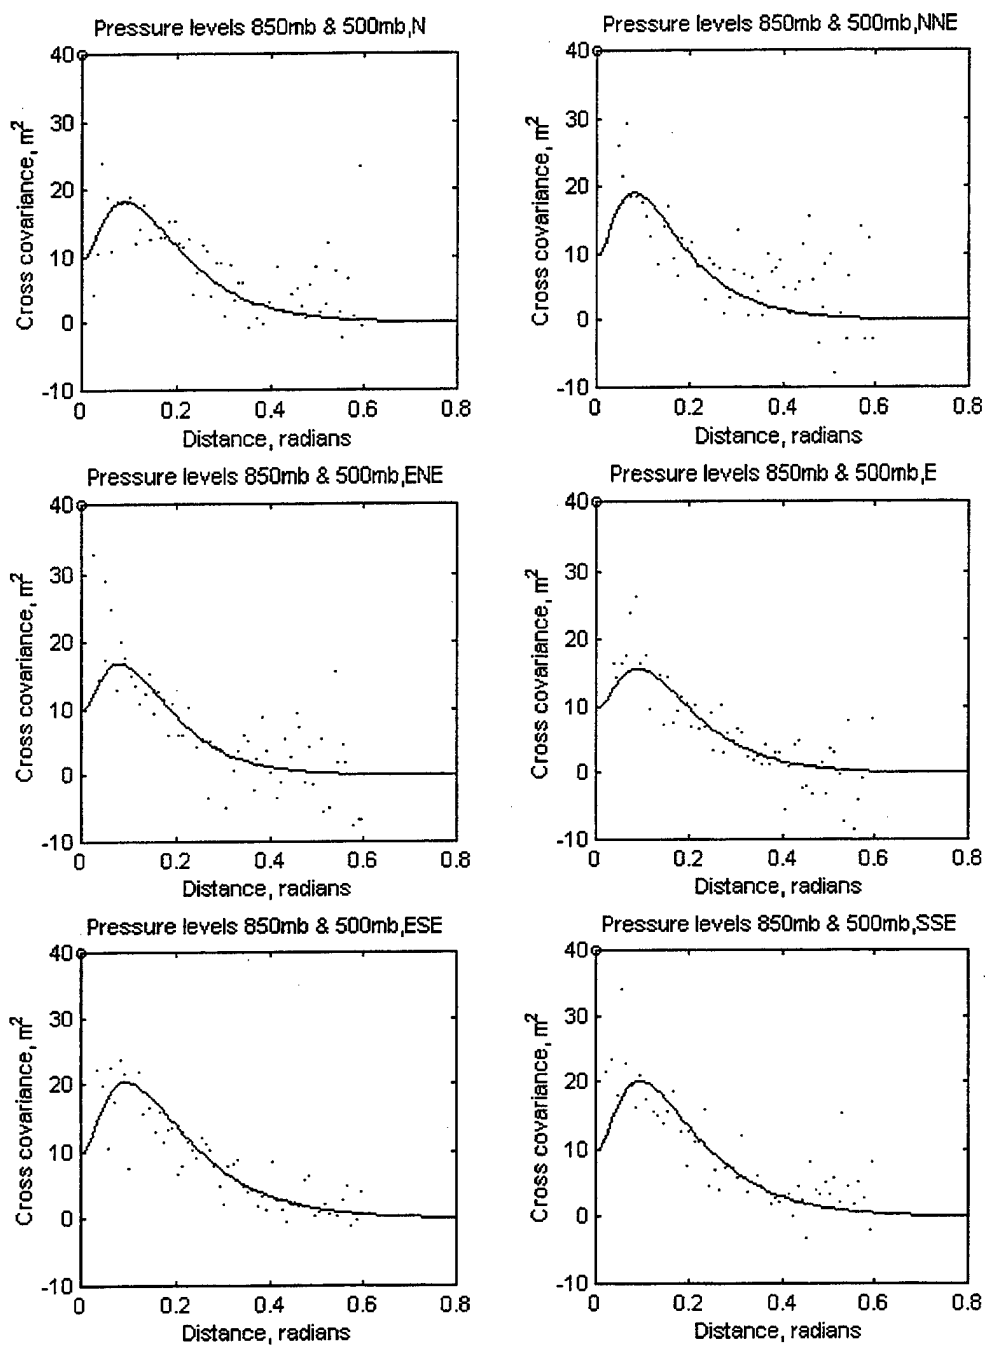 Pressure levels 850mb & 500mb,N
Pressure levels 850mb & 500mb,NNE
40
30
20
10
0
-10
Cross covariance, m²
0 0.2 0.4 0.6 0.8
Distance, radians
40
30
20
10
0
-10
Cross covariance, m²
0 0.2 0.4 0.6 0.8
Distance, radians
Pressure levels 850mb & 500mb,ENE
Pressure levels 850mb & 500mb,E
40
30
20
10
0
-10
Cross covariance, m²
0 0.2 0.4 0.6 0.8
Distance, radians
40
30
20
10
0
-10
Cross covariance, m²
0 0.2 0.4 0.6 0.8
Distance, radians
Pressure levels 850mb & 500mb,ESE
Pressure levels 850mb & 500mb,SSE
40
30
20
10
0
-10
Cross covariance, m²
0 0.2 0.4 0.6 0.8
Distance, radians
40
30
20
10
0
-10
Cross covariance, m²
0 0.2 0.4 0.6 0.8
Distance, radians